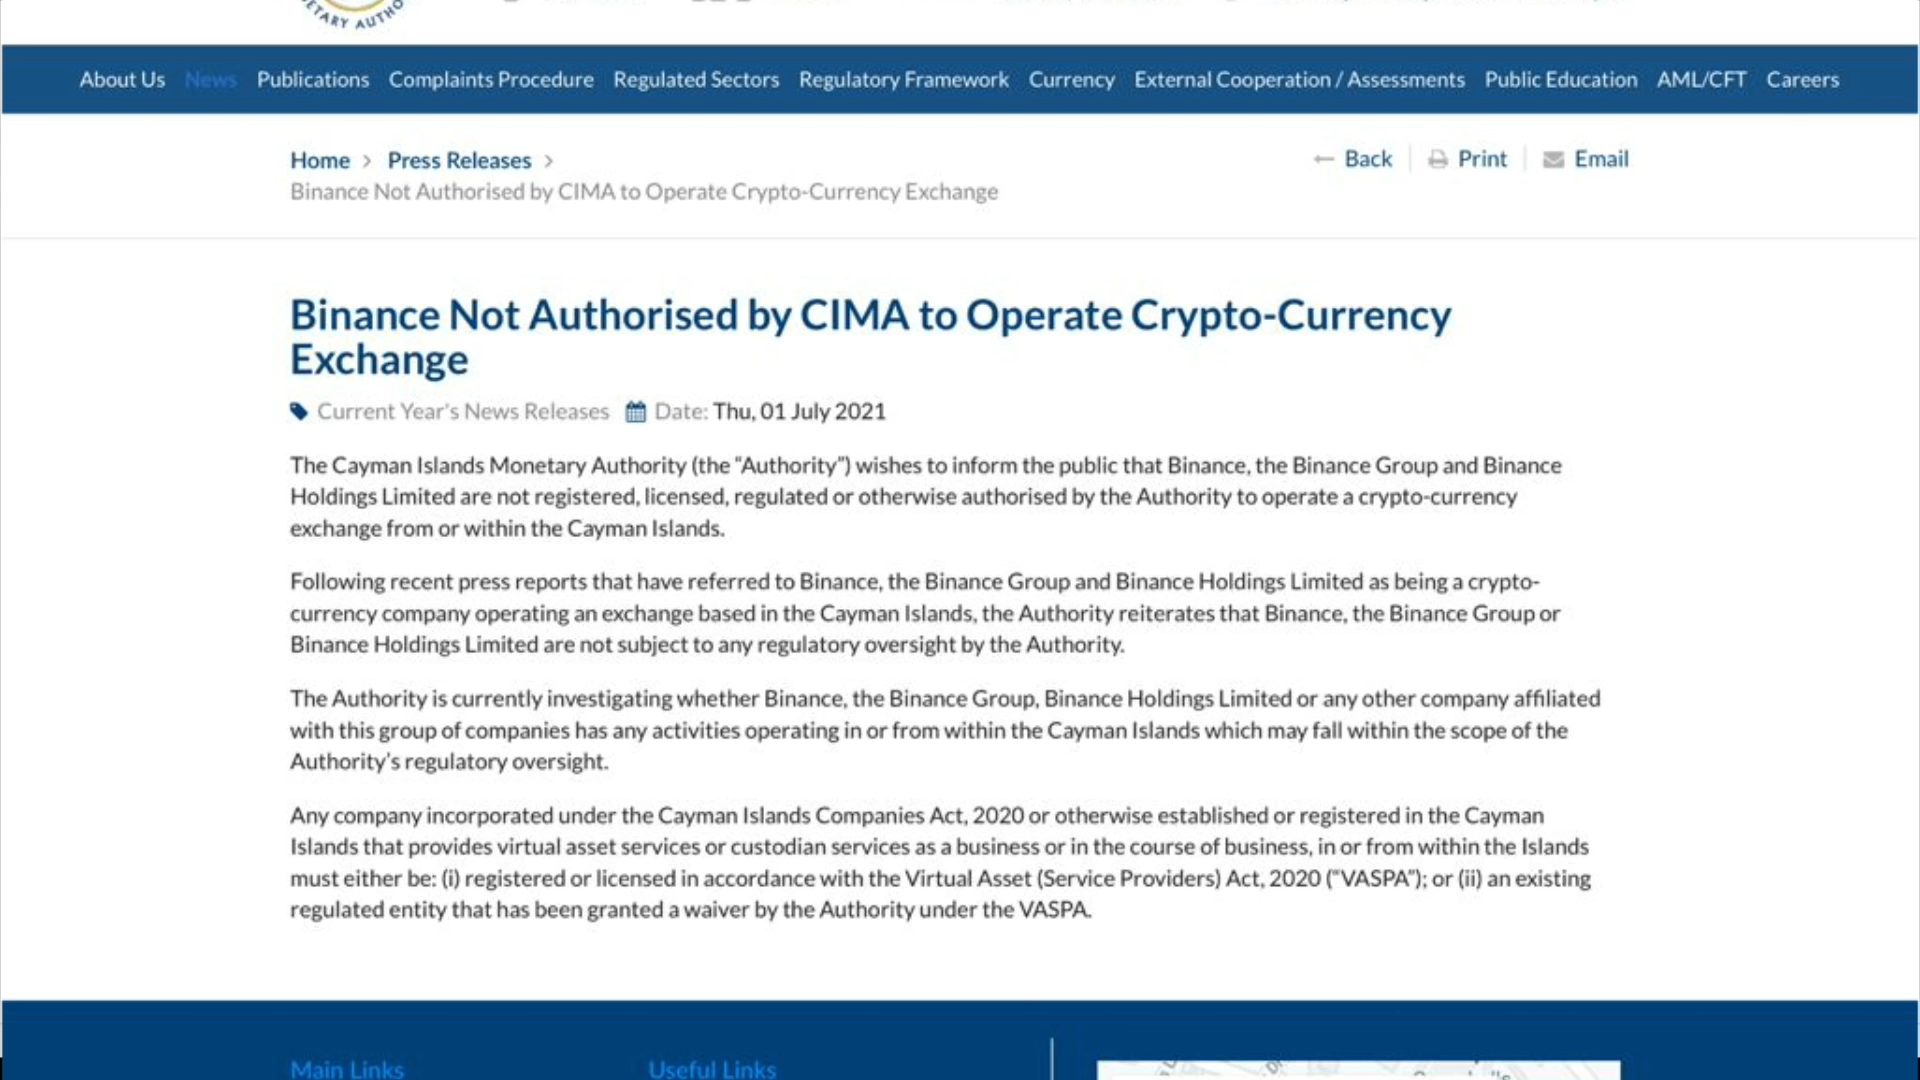 ETARY AUTHO
About Us News Publications Complaints Procedure Regulated Sectors Regulatory Framework Currency External Cooperation / Assessments Public Education AML/CFT Careers
Home > Press Releases >
Back Print Email
Binance Not Authorised by CIMA to Operate Crypto-Currency Exchange
Binance Not Authorised by CIMA to Operate Crypto-Currency
Exchange
Current Year's News Releases Date: Thu, 01 July 2021
The Cayman Islands Monetary Authority (the “Authority”) wishes to inform the public that Binance, the Binance Group and Binance
Holdings Limited are not registered, licensed, regulated or otherwise authorised by the Authority to operate a crypto-currency
exchange from or within the Cayman Islands.
Following recent press reports that have referred to Binance, the Binance Group and Binance Holdings Limited as being a crypto-
currency company operating an exchange based in the Cayman Islands, the Authority reiterates that Binance, the Binance Group or
Binance Holdings Limited are not subject to any regulatory oversight by the Authority.
The Authority is currently investigating whether Binance, the Binance Group, Binance Holdings Limited or any other company affiliated
with this group of companies has any activities operating in or from within the Cayman Islands which may fall within the scope of the
Authority's regulatory oversight.
Any company incorporated under the Cayman Islands Companies Act, 2020 or otherwise established or registered in the Cayman
Islands that provides virtual asset services or custodian services as a business or in the course of business, in or from within the Islands
must either be: (i) registered or licensed in accordance with the Virtual Asset (Service Providers) Act, 2020 (“VASPA”); or (ii) an existing
regulated entity that has been granted a waiver by the Authority under the VASPA.
Main Links Useful Links